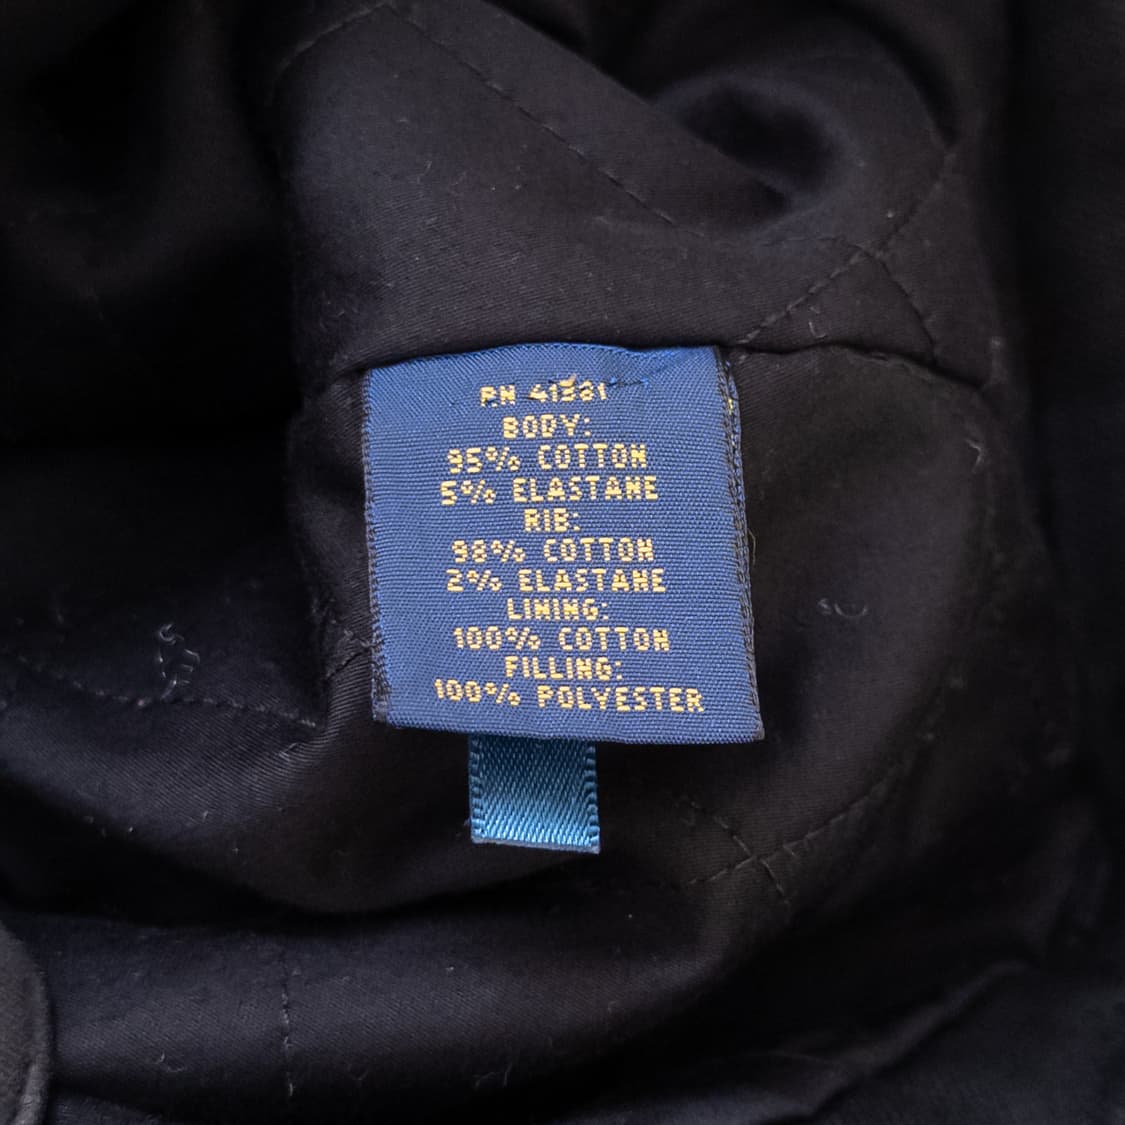 RN 41381
BODY:
95% COTTON
5% ELASTANE
RIB:
98% COTTON
2% ELASTANE
LINING:
100% COTTON
FILLING:
100% POLYESTER